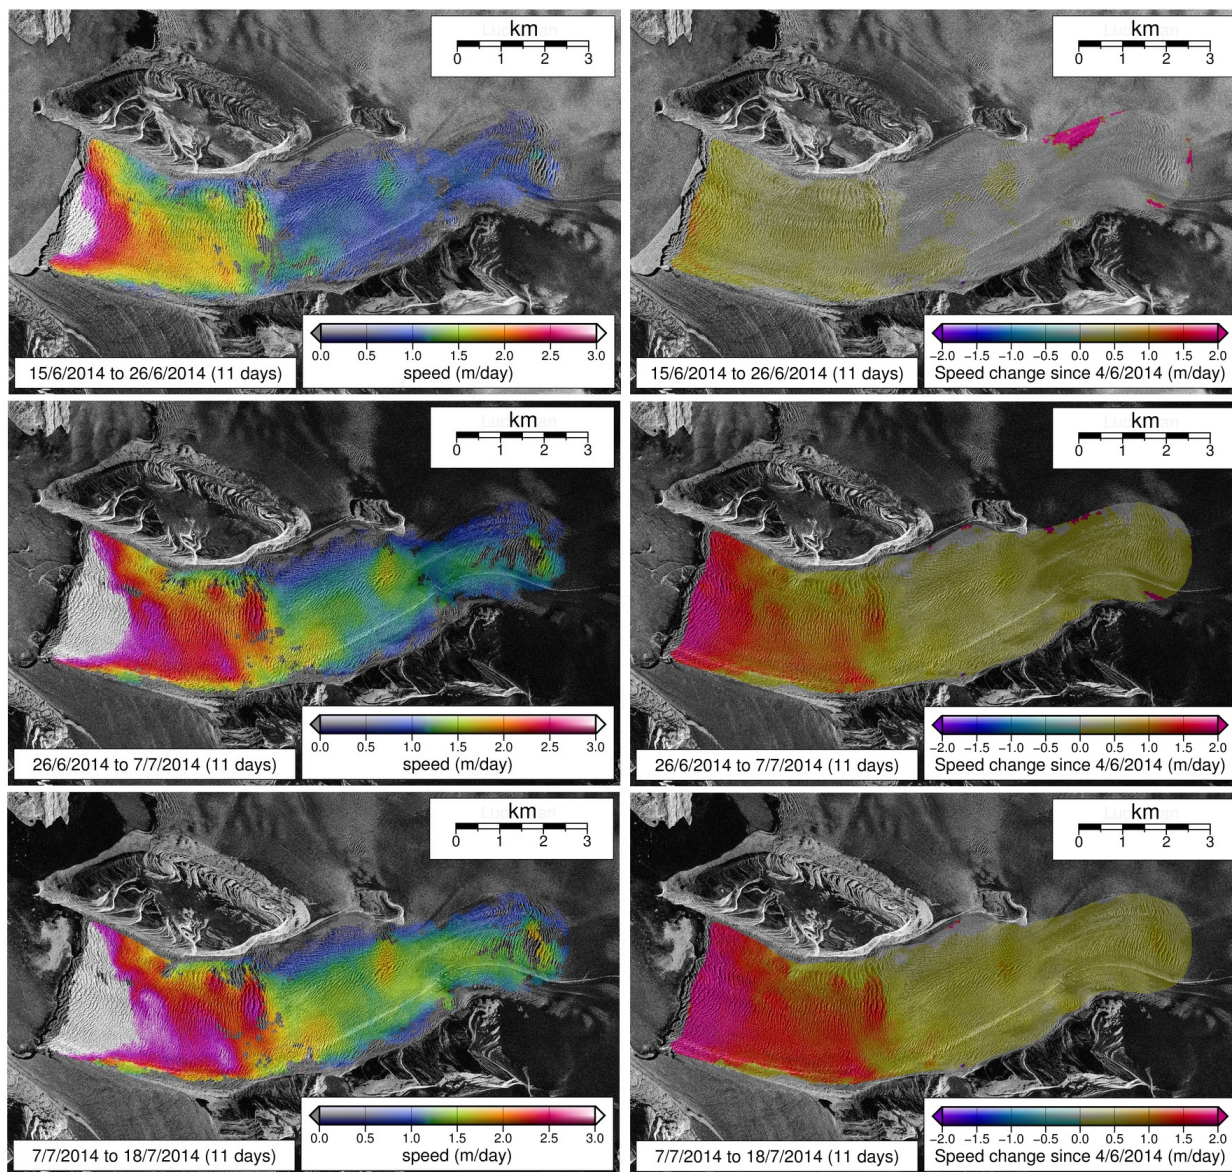 km
0 1 2 3
km
0 1 2 3
0.0 0.5 1.0 1.5 2.0 2.5 3.0
speed (m/day)
15/6/2014 to 26/6/2014 (11 days)
−2.0 −1.5 −1.0 −0.5 0.0 0.5 1.0 1.5 2.0
Speed change since 4/6/2014 (m/day)
15/6/2014 to 26/6/2014 (11 days)
km
0 1 2 3
km
0 1 2 3
0.0 0.5 1.0 1.5 2.0 2.5 3.0
speed (m/day)
26/6/2014 to 7/7/2014 (11 days)
−2.0 −1.5 −1.0 −0.5 0.0 0.5 1.0 1.5 2.0
Speed change since 4/6/2014 (m/day)
26/6/2014 to 7/7/2014 (11 days)
km
0 1 2 3
km
0 1 2 3
0.0 0.5 1.0 1.5 2.0 2.5 3.0
speed (m/day)
7/7/2014 to 18/7/2014 (11 days)
−2.0 −1.5 −1.0 −0.5 0.0 0.5 1.0 1.5 2.0
Speed change since 4/6/2014 (m/day)
7/7/2014 to 18/7/2014 (11 days)